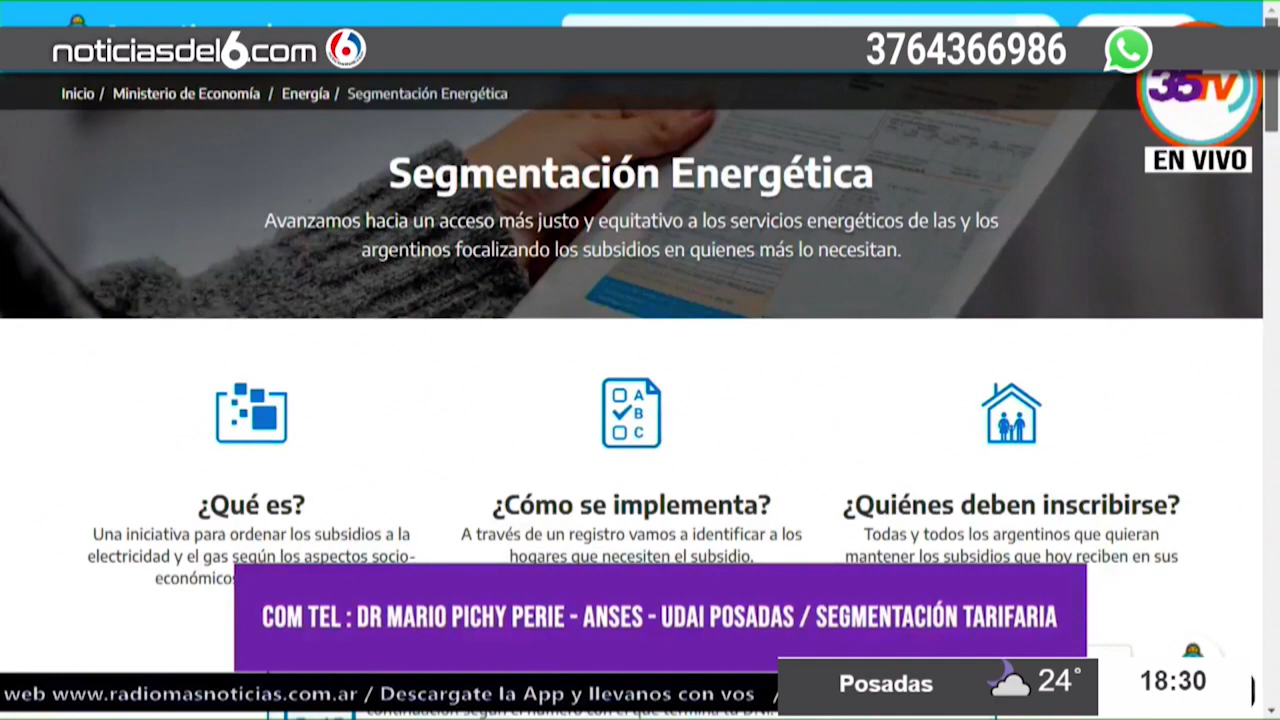 noticiasdel6.com 6
3764366986
35TV
EN VIVO
Inicio / Ministerio de Economía / Energía / Segmentación Energética
Segmentación Energética
Avanzamos hacia un acceso más justo y equitativo a los servicios energéticos de las y los
argentinos focalizando los subsidios en quienes más lo necesitan.
A
B
C
¿Qué es?
Una iniciativa para ordenar los subsidios a la
electricidad y el gas según los aspectos socio-
económicos
¿Cómo se implementa?
A través de un registro vamos a identificar a los
hogares que necesiten el subsidio.
¿Quiénes deben inscribirse?
Todas y todos los argentinos que quieran
mantener los subsidios que hoy reciben en sus
COM TEL : DR MARIO PICHY PERIE - ANSES - UDAI POSADAS / SEGMENTACIÓN TARIFARIA
web www.radiomasnoticias.com.ar / Descargate la App y llevanos con vos /
Posadas 24°
18:30